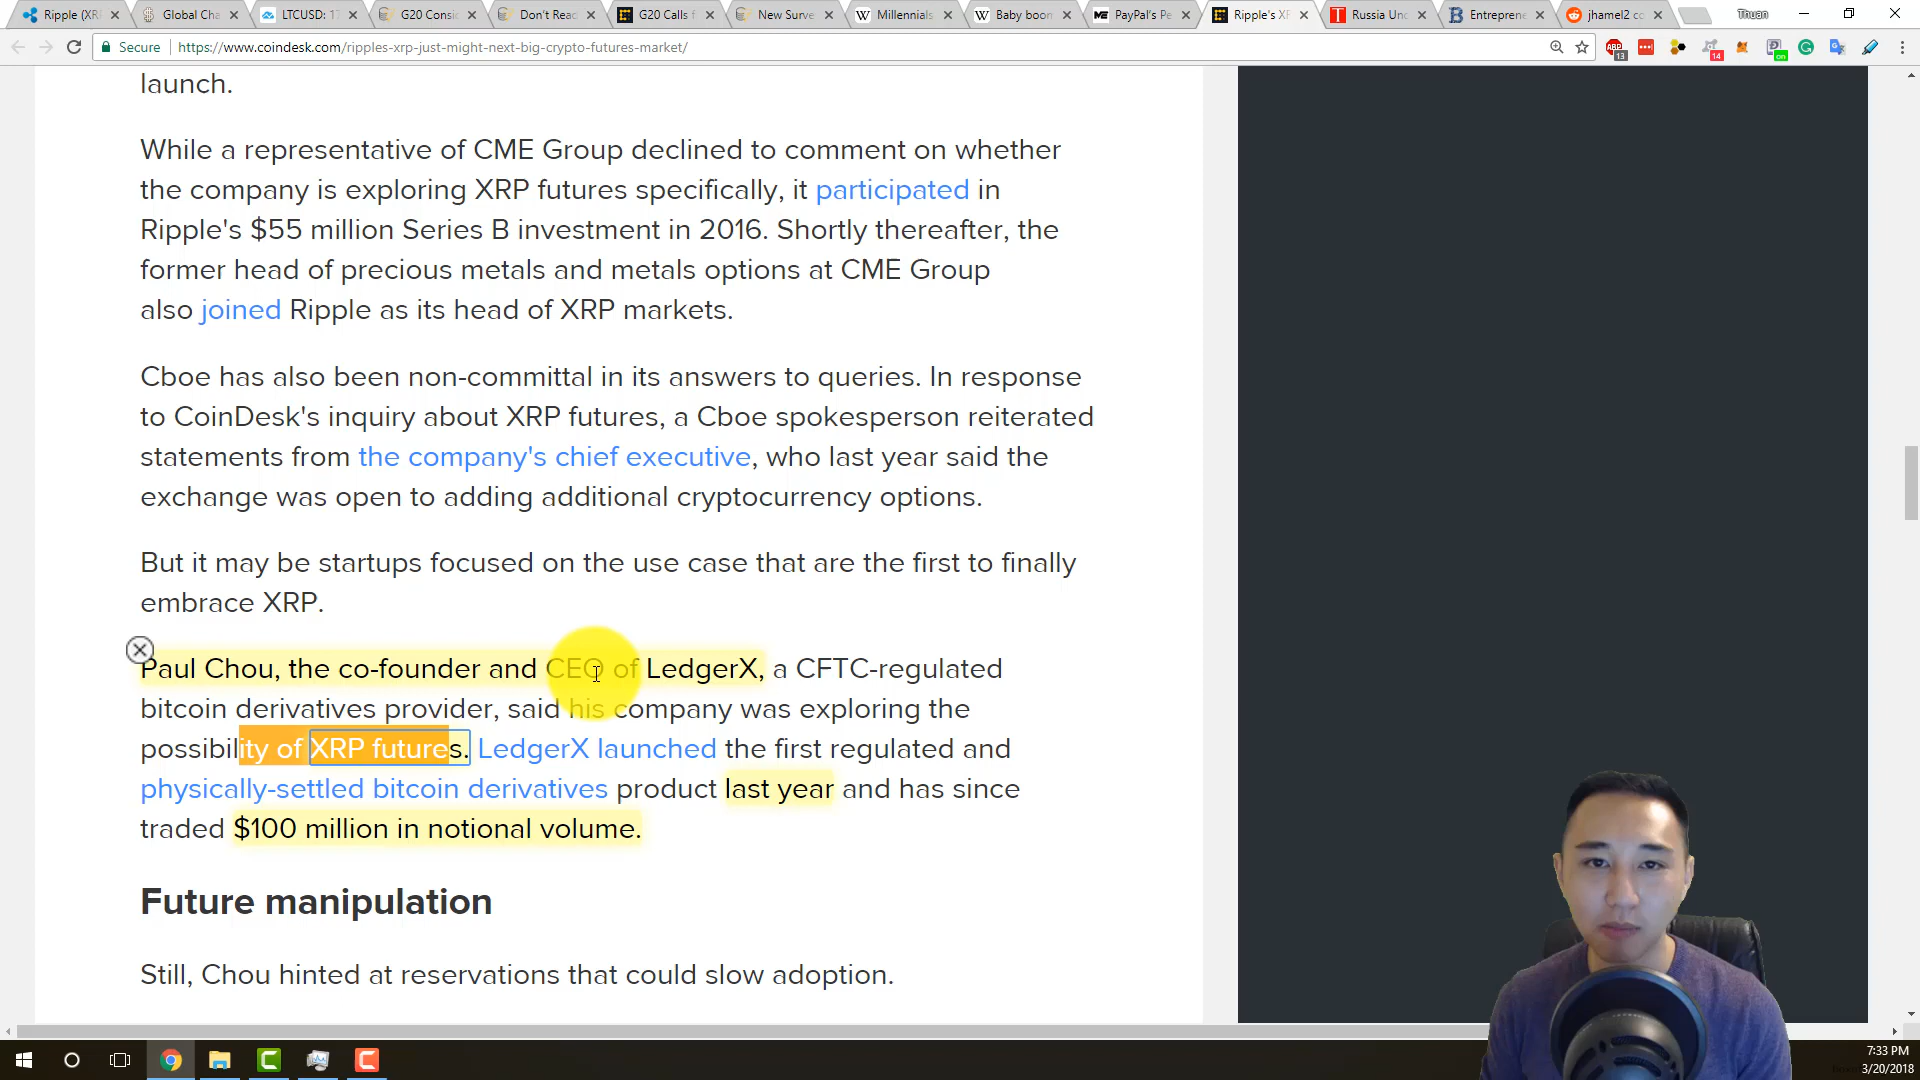 Ripple (XR
Global Cha
LTCUSD: 17
G20 Consid
Don't Reac
G20 Calls f
New Surve
Millennials
Baby boom
PayPal's Pe
Ripple's XR
Russia Unc
Entreprene
jhamel2 co
Thuan
Secure
https://www.coindesk.com/ripples-xrp-just-might-next-big-crypto-futures-market/
launch.
While a representative of CME Group declined to comment on whether
the company is exploring XRP futures specifically, it participated in
Ripple's $55 million Series B investment in 2016. Shortly thereafter, the
former head of precious metals and metals options at CME Group
also joined Ripple as its head of XRP markets.
Cboe has also been non-committal in its answers to queries. In response
to CoinDesk's inquiry about XRP futures, a Cboe spokesperson reiterated
statements from the company's chief executive, who last year said the
exchange was open to adding additional cryptocurrency options.
But it may be startups focused on the use case that are the first to finally
embrace XRP.
Paul Chou, the co-founder and CEO of LedgerX, a CFTC-regulated
bitcoin derivatives provider, said his company was exploring the
possibility of XRP futures. LedgerX launched the first regulated and
physically-settled bitcoin derivatives product last year and has since
traded $100 million in notional volume.
Future manipulation
Still, Chou hinted at reservations that could slow adoption.
7:33 PM
3/20/2018